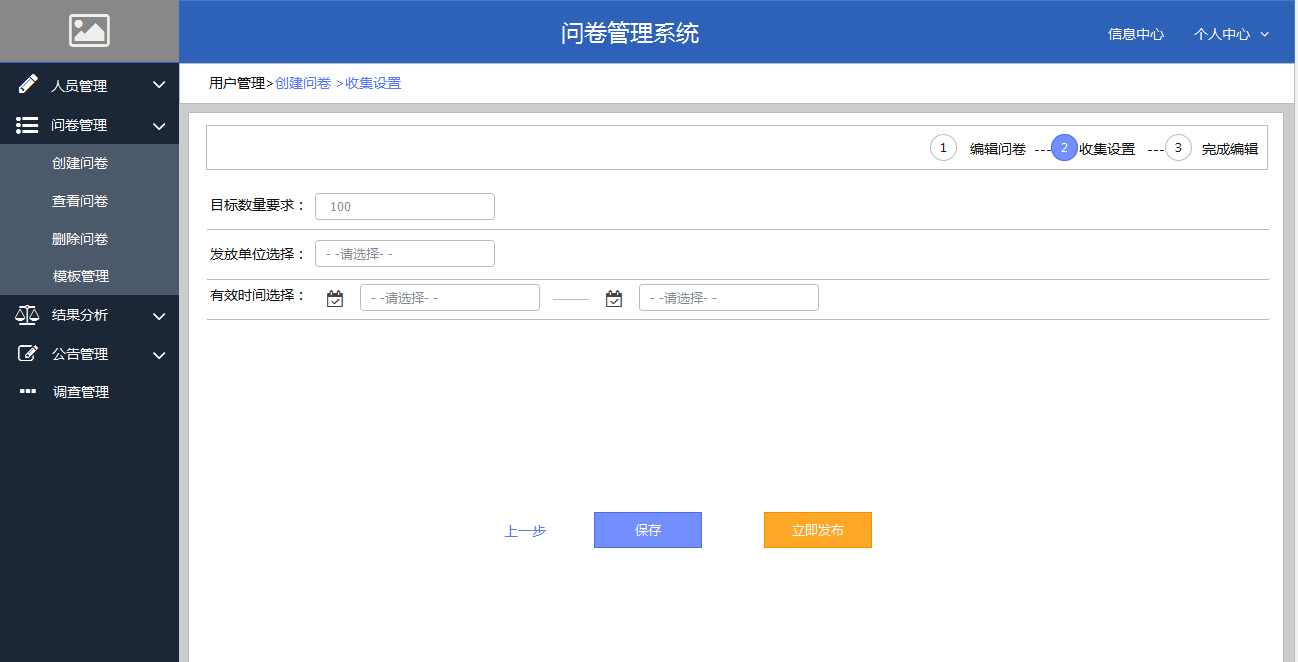 问卷管理系统
信息中心 个人中心
人员管理
问卷管理
创建问卷
查看问卷
删除问卷
模板管理
结果分析
公告管理
调查管理
用户管理>创建问卷 >收集设置
1 编辑问卷 ---2 收集设置 ---3 完成编辑
目标数量要求： 100
发放单位选择： - -请选择- -
有效时间选择： - -请选择- - - -请选择- -
上一步 保存 立即发布